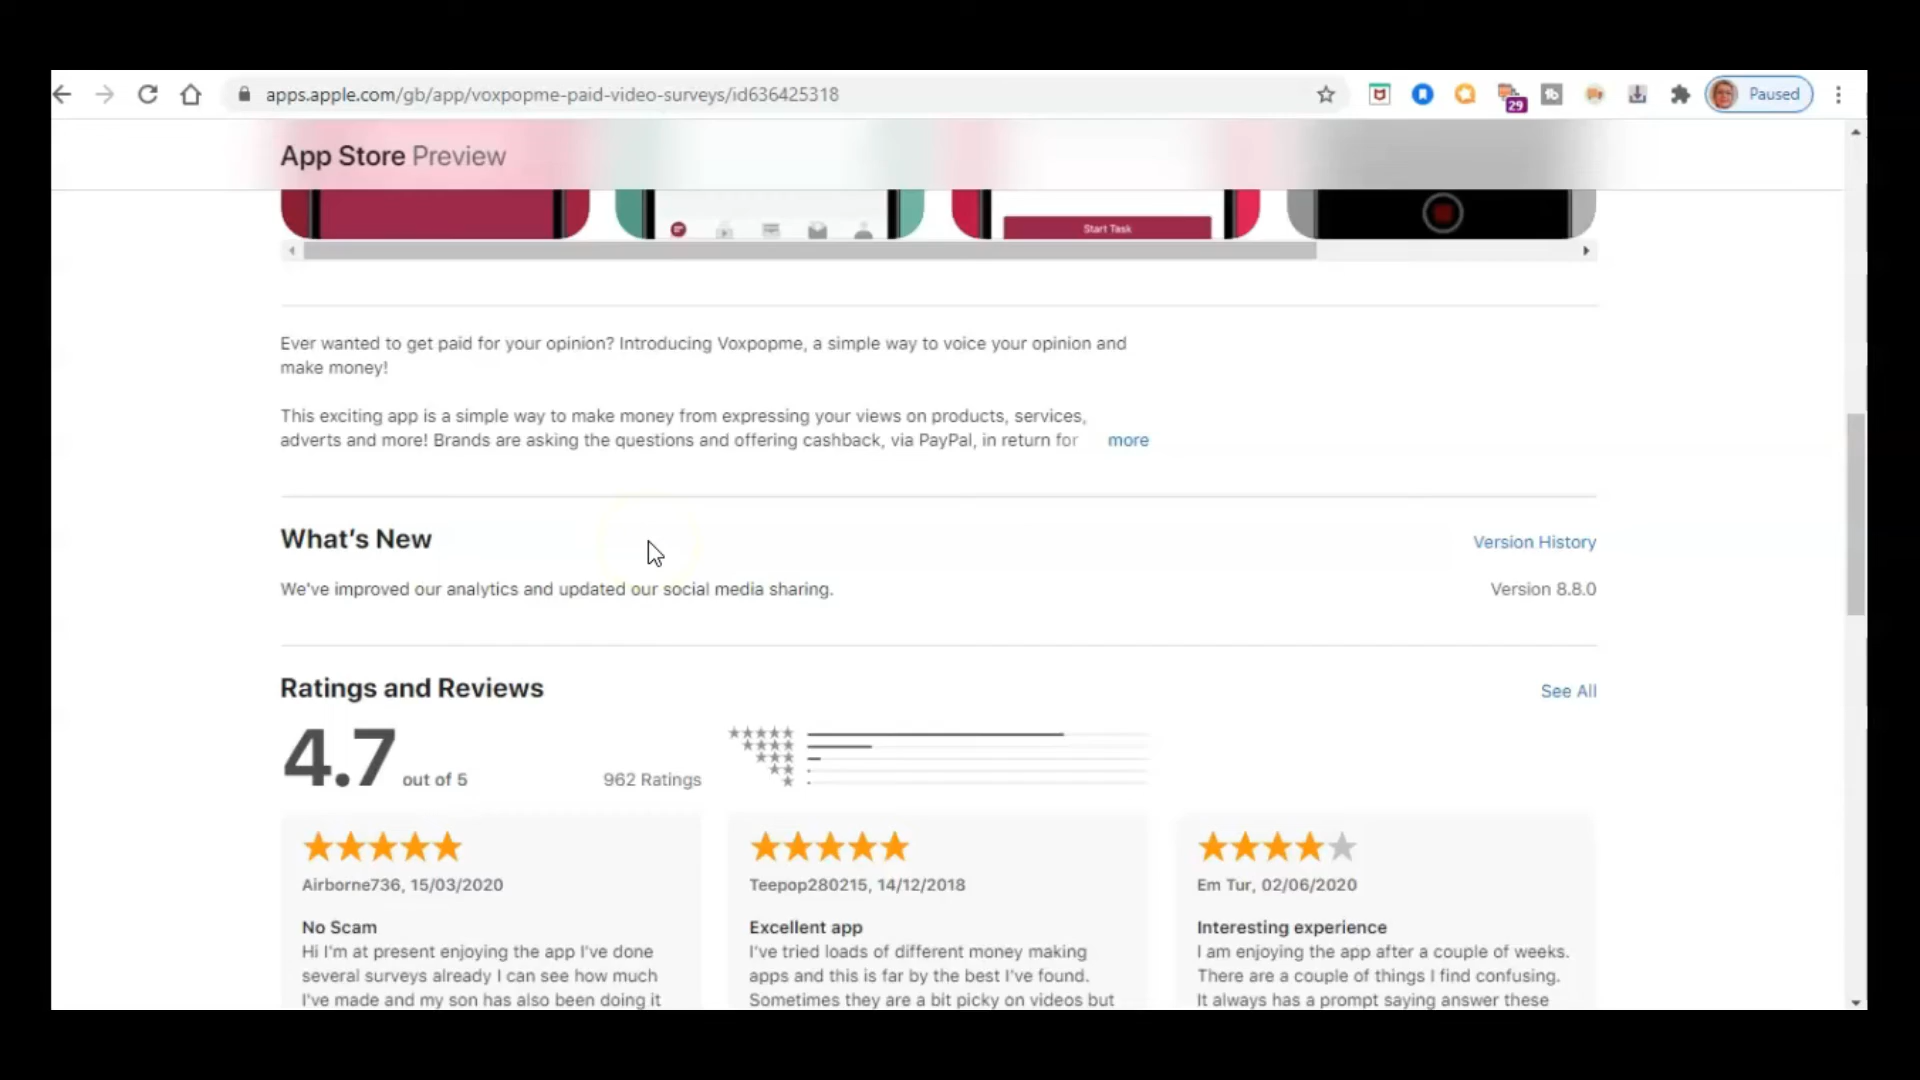 apps.apple.com/gb/app/voxpopme-paid-video-surveys/id636425318
29
Paused
App Store Preview
Start Task
Ever wanted to get paid for your opinion? Introducing Voxpopme, a simple way to voice your opinion and
make money!
This exciting app is a simple way to make money from expressing your views on products, services,
adverts and more! Brands are asking the questions and offering cashback, via PayPal, in return for more
What's New
Version History
We've improved our analytics and updated our social media sharing.
Version 8.8.0
Ratings and Reviews
See All
4.7 out of 5
962 Ratings
Airborne736, 15/03/2020
No Scam
Hi I'm at present enjoying the app I've done
several surveys already I can see how much
I've made and my son has also been doing it
Teepop280215, 14/12/2018
Excellent app
I've tried loads of different money making
apps and this is far by the best I've found.
Sometimes they are a bit picky on videos but
Em Tur, 02/06/2020
Interesting experience
I am enjoying the app after a couple of weeks.
There are a couple of things I find confusing.
It always has a prompt saying answer these